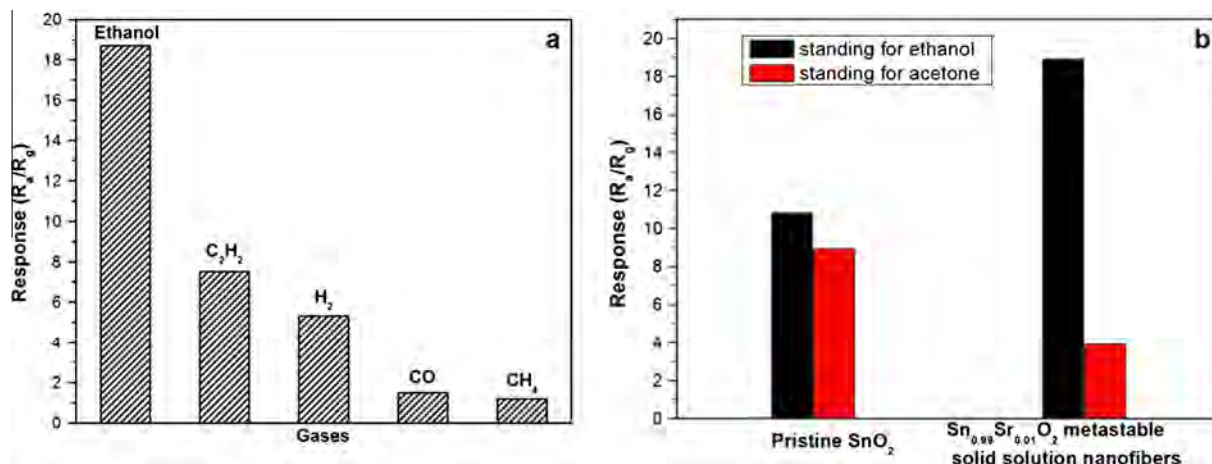 a
Response (Ra/Rg)
20
18
16
14
12
10
8
6
4
2
0
Ethanol
C2H2
H2
CO
CH4
Gases
b
Response (Ra/Rg)
20
18
16
14
12
10
8
6
4
2
0
standing for ethanol
standing for acetone
Pristine SnO2
Sn0.99Sr0.01O2 metastable
solid solution nanofibers